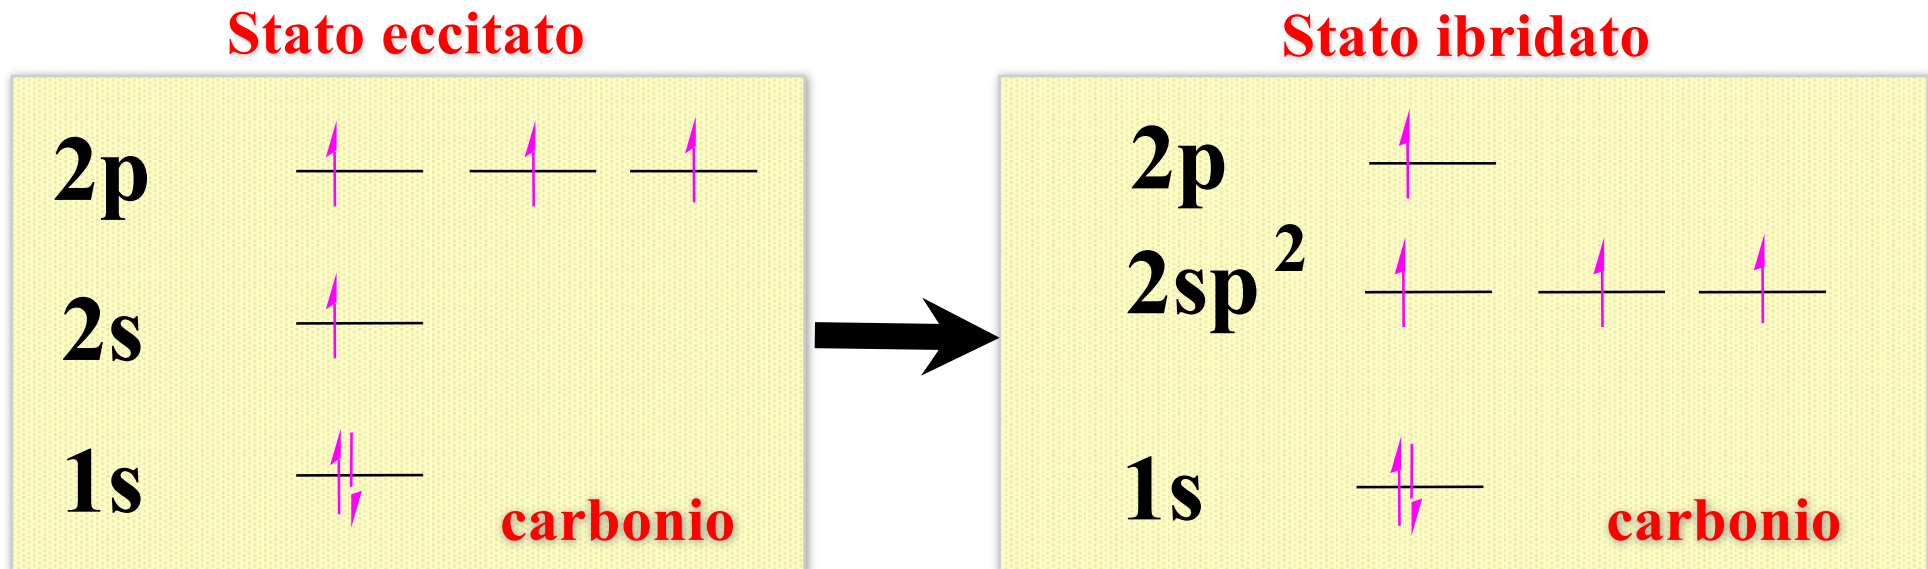 Stato eccitato
2p
2s
1s
carbonio
Stato ibridato
2p
2sp²
1s
carbonio